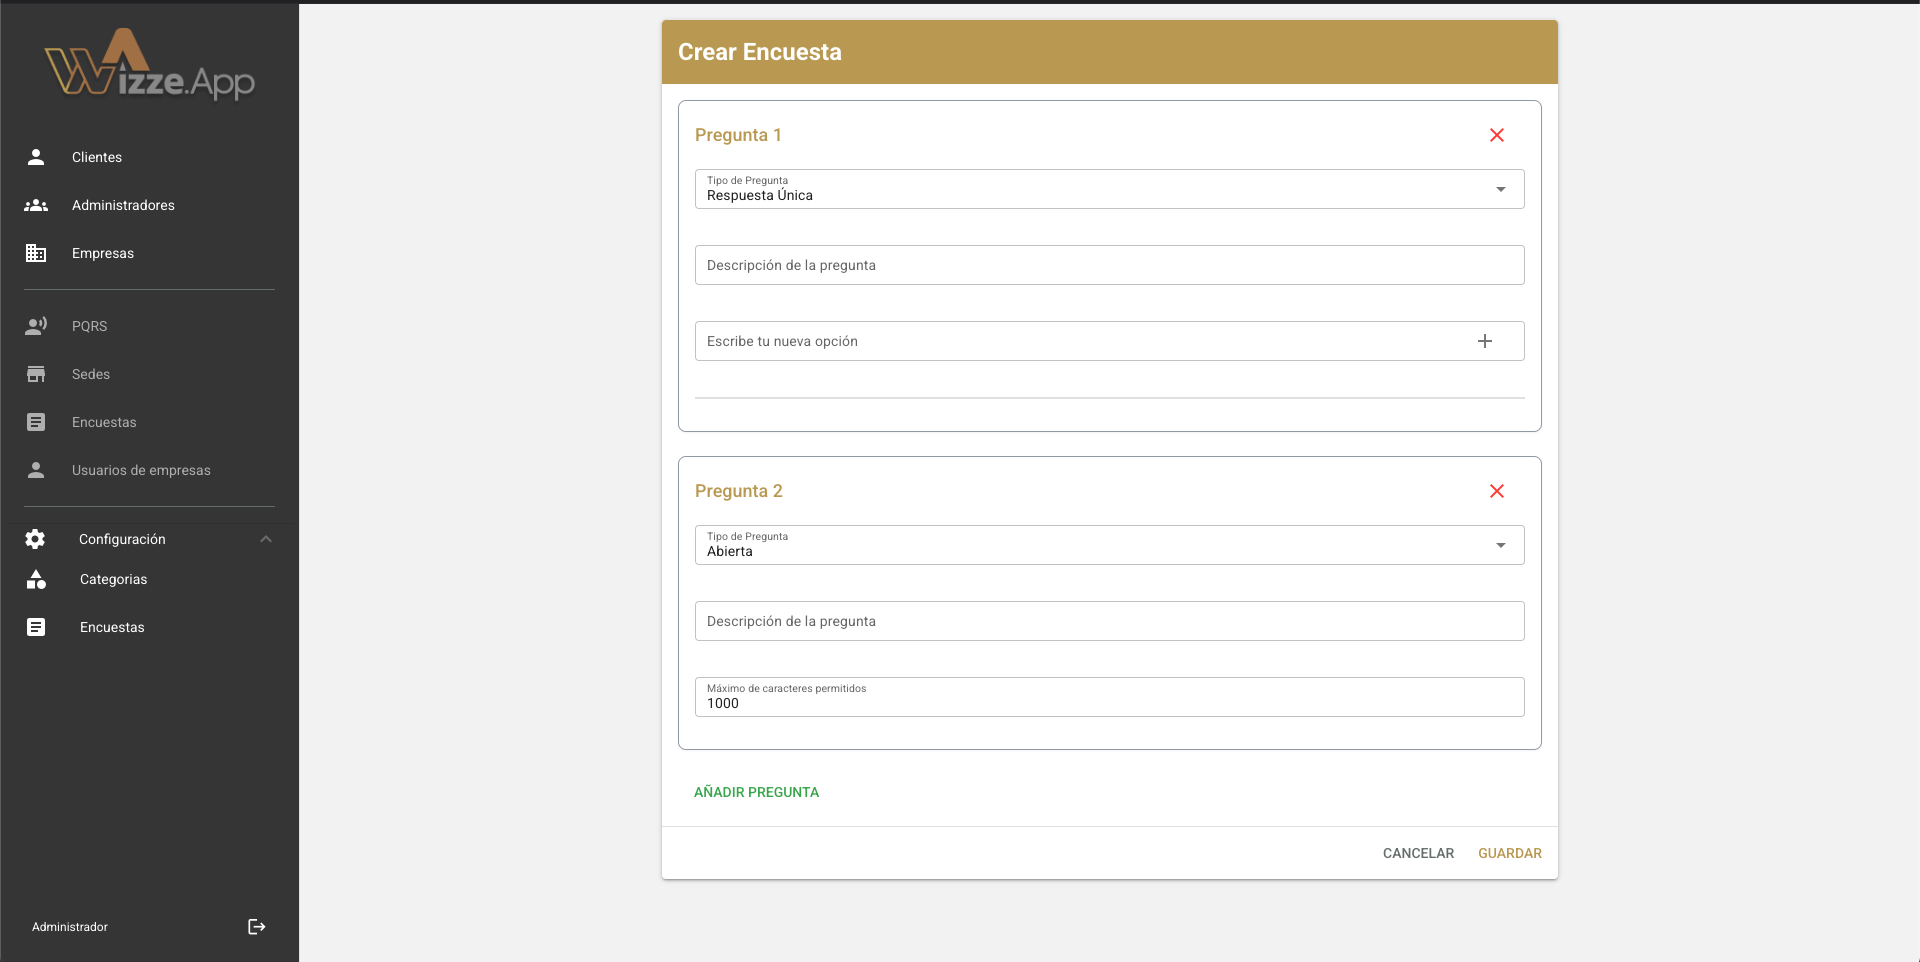 Wizze.App
Clientes
Administradores
Empresas
PQRS
Sedes
Encuestas
Usuarios de empresas
Configuración
Categorias
Encuestas
Administrador
Crear Encuesta
Pregunta 1
Tipo de Pregunta
Respuesta Única
Descripción de la pregunta
Escribe tu nueva opción
Pregunta 2
Tipo de Pregunta
Abierta
Descripción de la pregunta
Máximo de caracteres permitidos
1000
AÑADIR PREGUNTA
CANCELAR GUARDAR